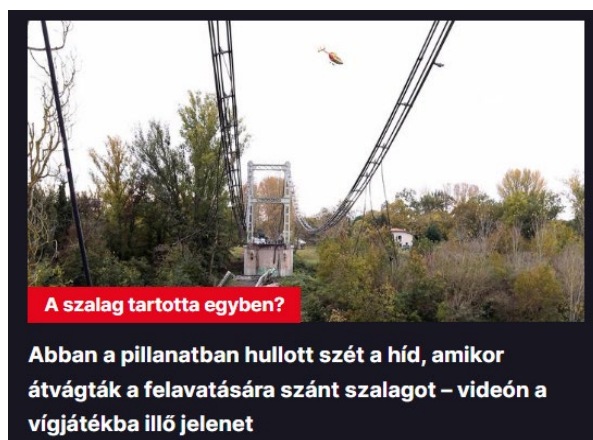 A szalag tartotta egyben?
Abban a pillanatban hullott szét a híd, amikor
átvágták a felavatására szánt szalagot – videón a
vígjátékba illő jelenet